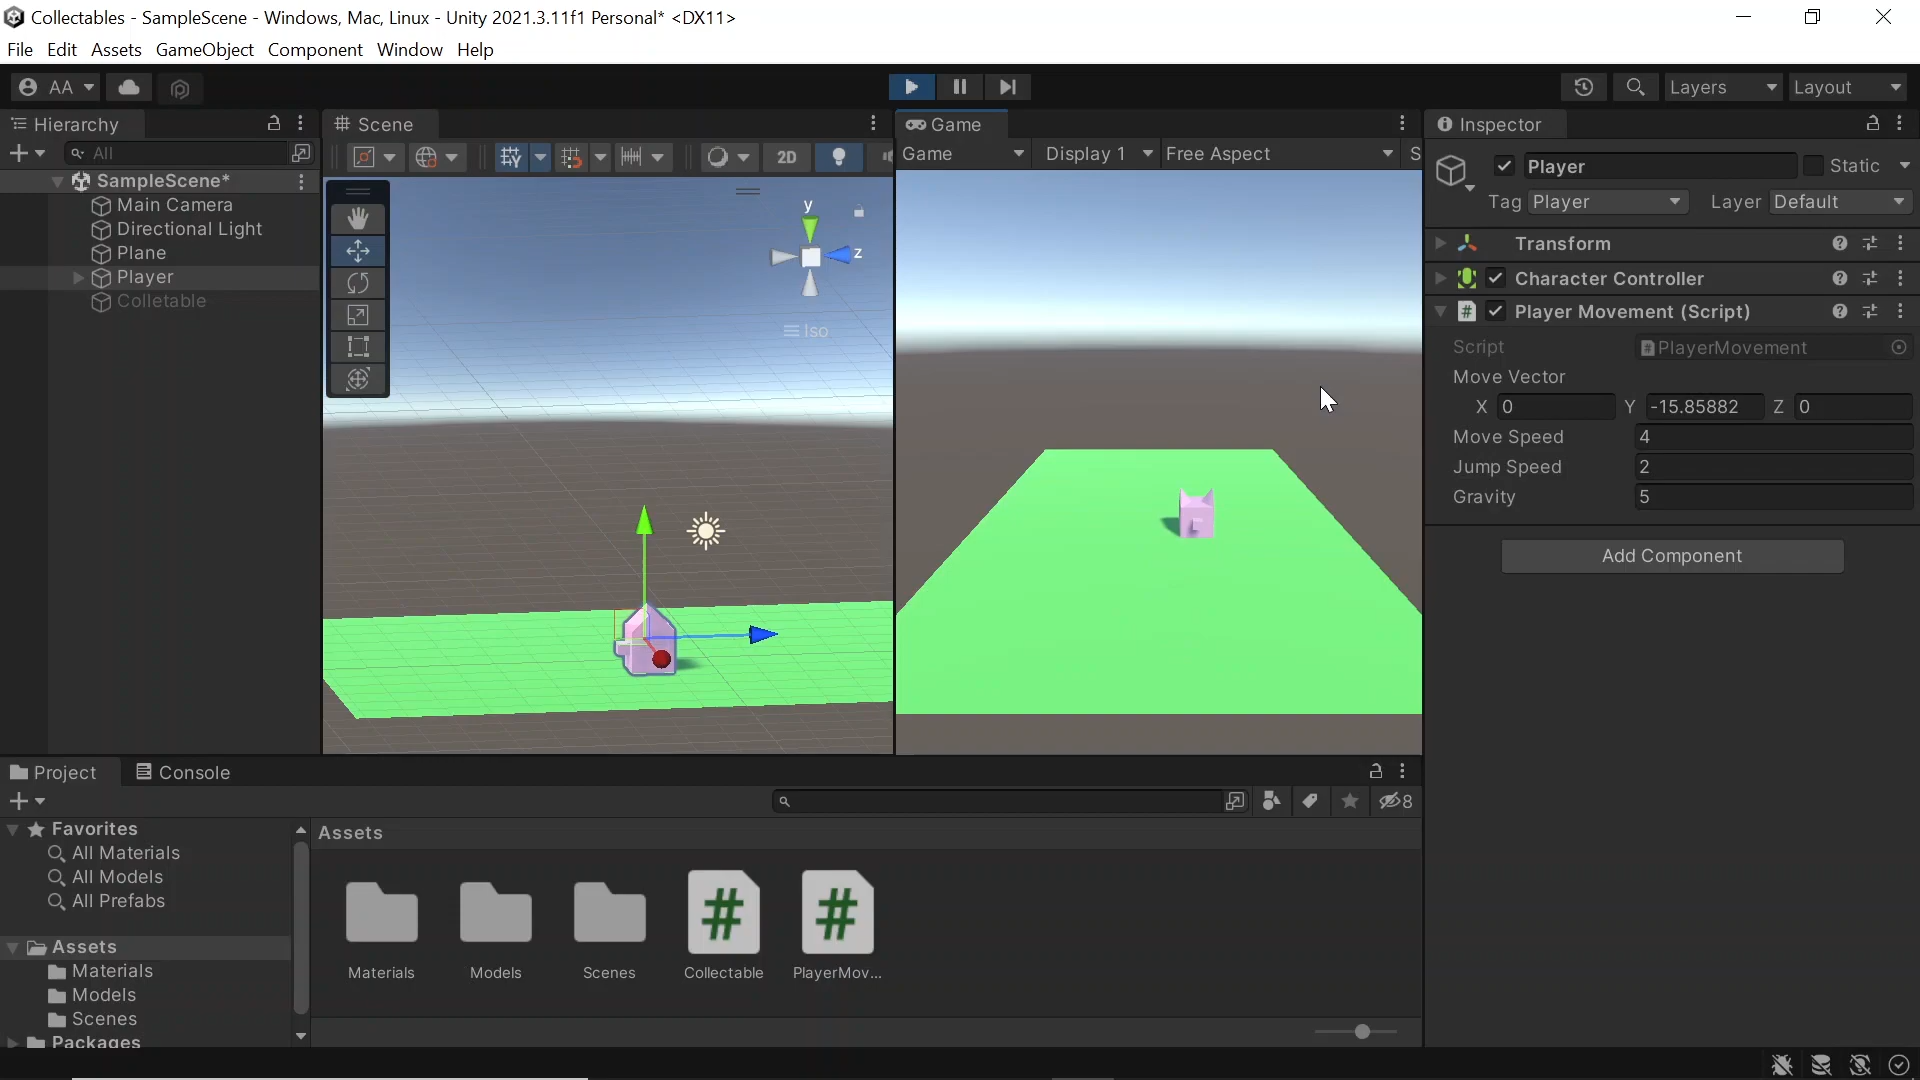 Collectables - SampleScene - Windows, Mac, Linux - Unity 2021.3.11f1 Personal* <DX11>
File Edit Assets GameObject Component Window Help
AA
Layers
Layout
Hierarchy
All
SampleScene*
Main Camera
Directional Light
Plane
Player
Colletable
Scene
2D
y
z
Iso
Game
Game
Display 1
Free Aspect
S
Inspector
Player
Static
Tag Player
Layer Default
Transform
Character Controller
Player Movement (Script)
Script PlayerMovement
Move Vector
X 0 Y -15.85882 Z 0
Move Speed 4
Jump Speed 2
Gravity 5
Add Component
Project
Console
8
Favorites
All Materials
All Models
All Prefabs
Assets
Materials
Models
Scenes
Packages
Assets
Materials
Models
Scenes
Collectable
PlayerMov...